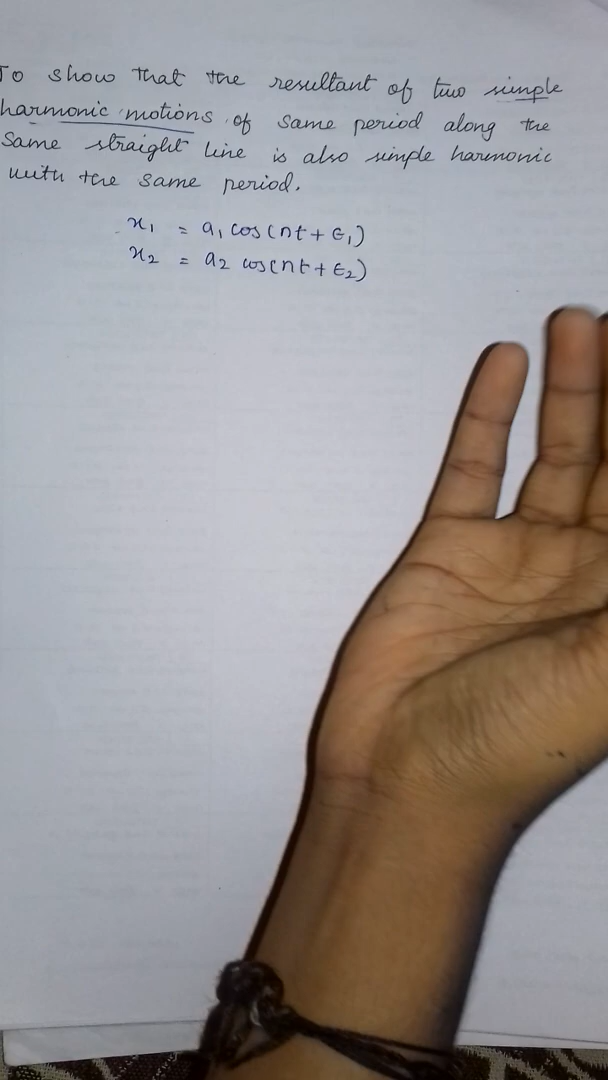 To show that the resultant of two simple
harmonic motions of same period along the
same straight line is also simple harmonic
with the same period.
x₁ = a₁ cos(nt + ϵ₁)
x₂ = a₂ cos(nt + ϵ₂)